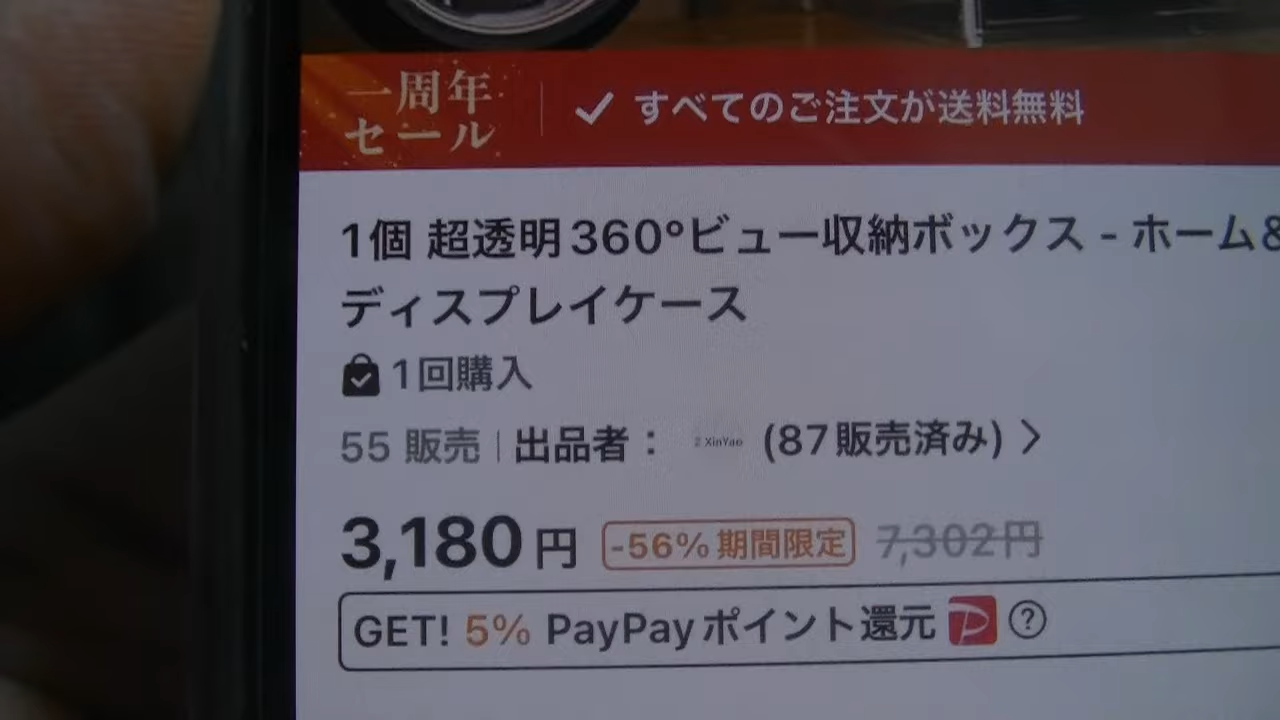 一周年
セール
✓ すべてのご注文が送料無料
1個 超透明360°ビュー収納ボックス - ホーム&
ディスプレイケース
1回購入
55 販売 | 出品者： XinYao (87販売済み) >
3,180円 -56% 期間限定 7,302円
GET! 5% PayPayポイント還元 ?